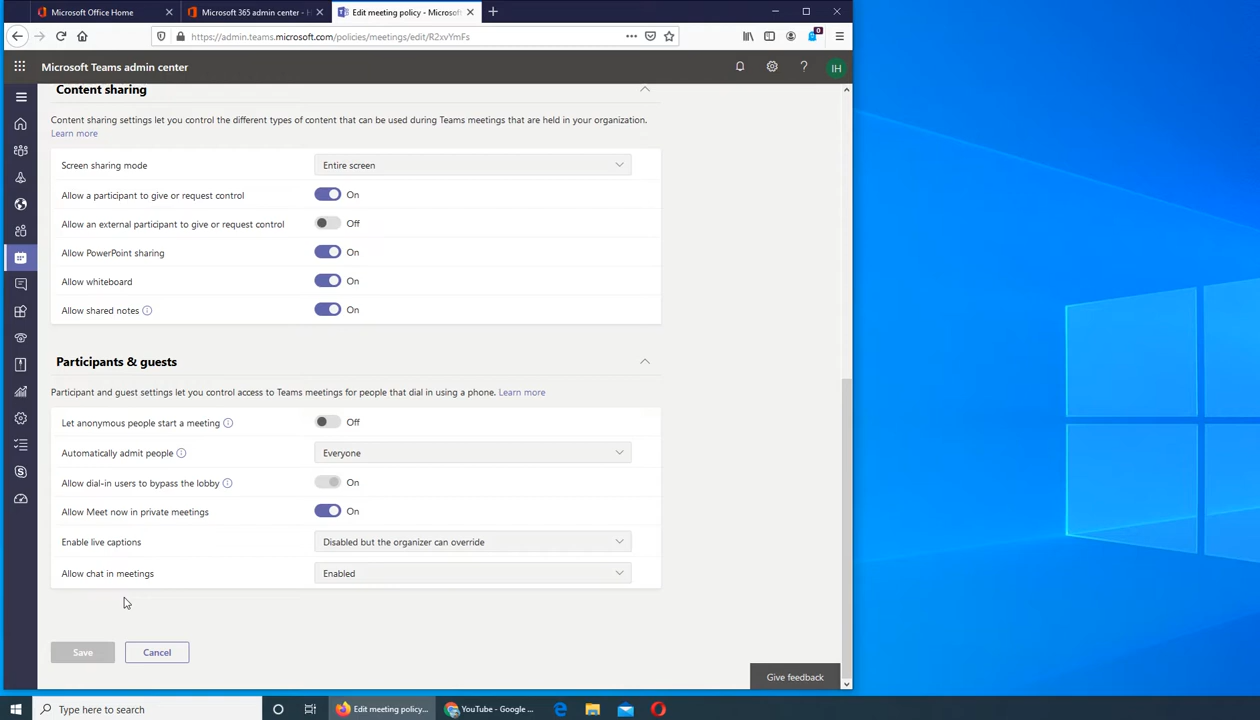 Microsoft Office Home
Microsoft 365 admin center - H
Edit meeting policy - Microsoft
https://admin.teams.microsoft.com/policies/meetings/edit/R2xvYmFs
0
Microsoft Teams admin center
IH
Content sharing
Content sharing settings let you control the different types of content that can be used during Teams meetings that are held in your organization.
Learn more
Screen sharing mode Entire screen
Allow a participant to give or request control On
Allow an external participant to give or request control Off
Allow PowerPoint sharing On
Allow whiteboard On
Allow shared notes On
Participants & guests
Participant and guest settings let you control access to Teams meetings for people that dial in using a phone. Learn more
Let anonymous people start a meeting Off
Automatically admit people Everyone
Allow dial-in users to bypass the lobby On
Allow Meet now in private meetings On
Enable live captions Disabled but the organizer can override
Allow chat in meetings Enabled
Save Cancel
Give feedback
Type here to search
Edit meeting policy...
YouTube - Google ...